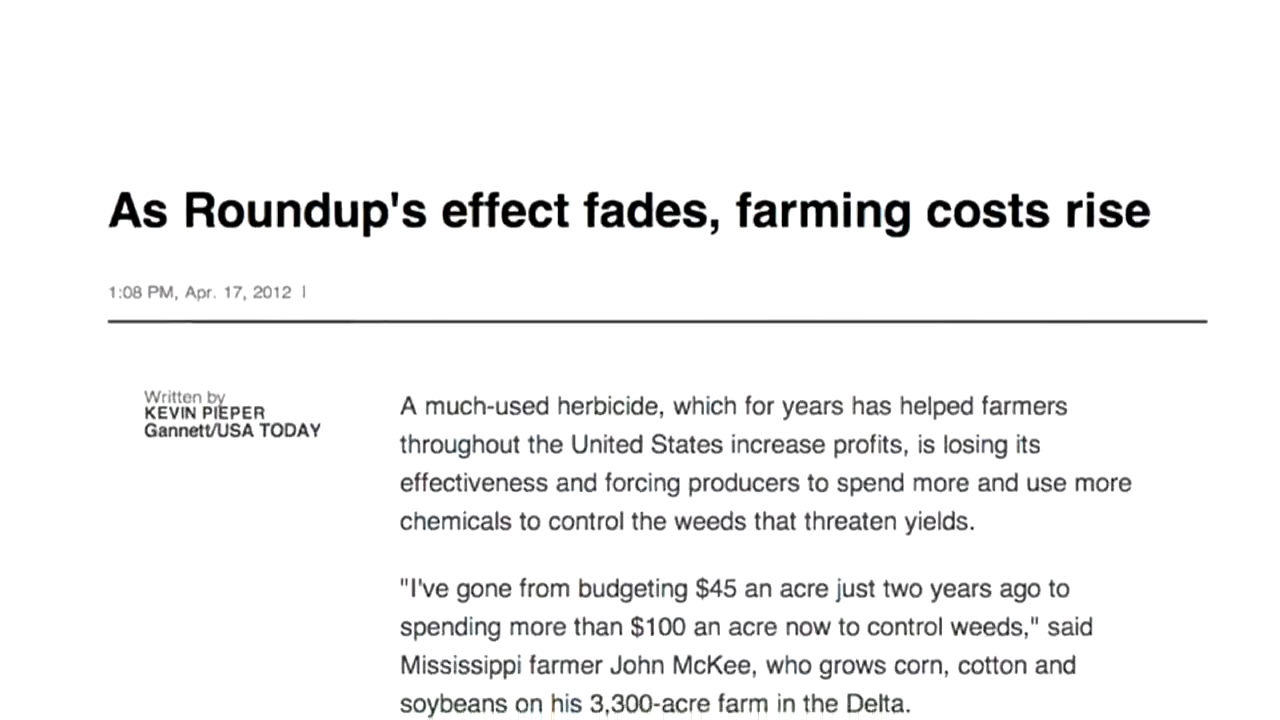 As Roundup's effect fades, farming costs rise
1:08 PM, Apr. 17, 2012 |
Written by
KEVIN PIEPER
Gannett/USA TODAY
A much-used herbicide, which for years has helped farmers
throughout the United States increase profits, is losing its
effectiveness and forcing producers to spend more and use more
chemicals to control the weeds that threaten yields.
"I've gone from budgeting $45 an acre just two years ago to
spending more than $100 an acre now to control weeds," said
Mississippi farmer John McKee, who grows corn, cotton and
soybeans on his 3,300-acre farm in the Delta.